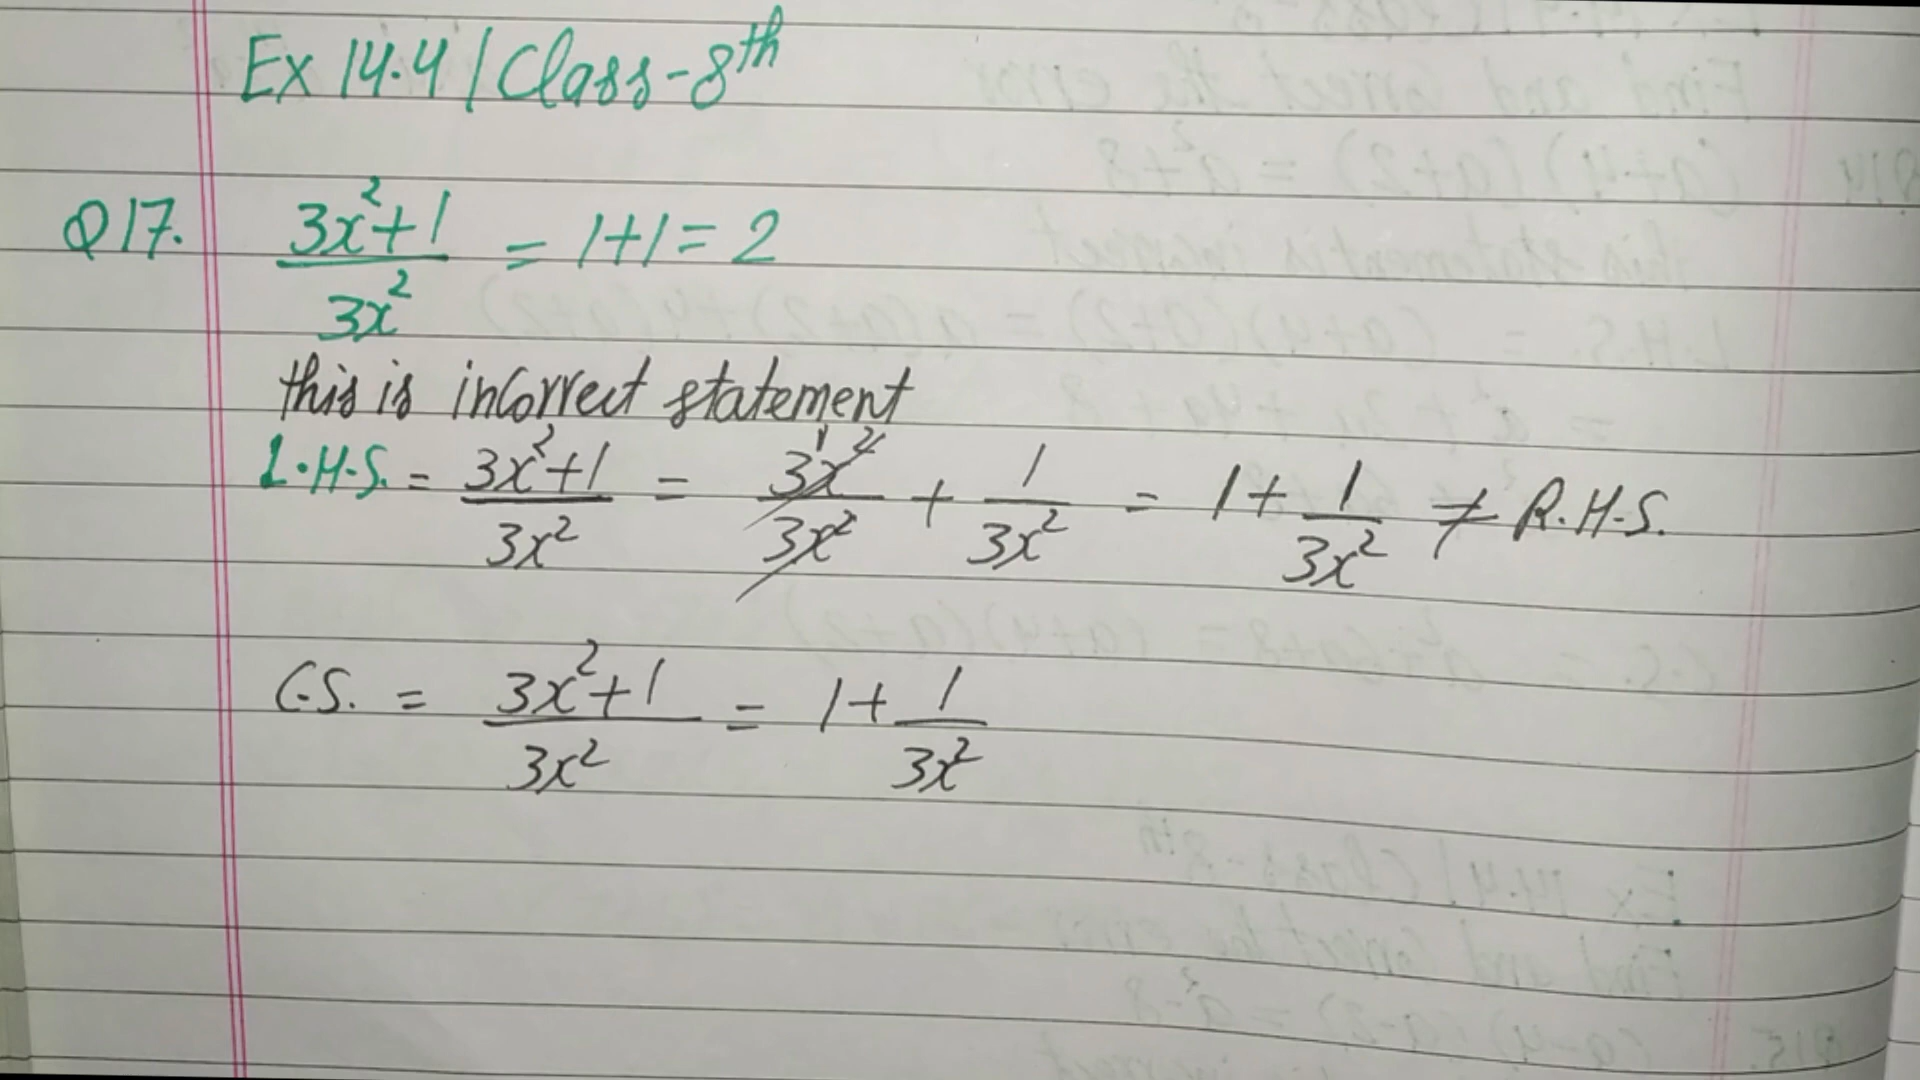 Ex 14.4 / Class-8th
Q17. (3x²+1)/(3x²) = 1+1 = 2
this is incorrect statement
L.H.S. = (3x²+1)/(3x²) = 3x²/3x² + 1/(3x²) = 1 + 1/(3x²) ≠ R.H.S.
C.S. = (3x²+1)/(3x²) = 1 + 1/(3x²)